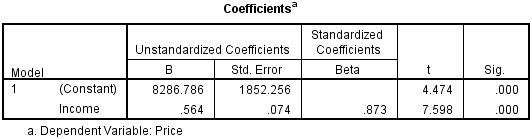 Coefficientsa
Model Unstandardized Coefficients Standardized Coefficients t Sig.
B Std. Error Beta
1 (Constant) 8286.786 1852.256 4.474 .000
Income .564 .074 .873 7.598 .000
a. Dependent Variable: Price